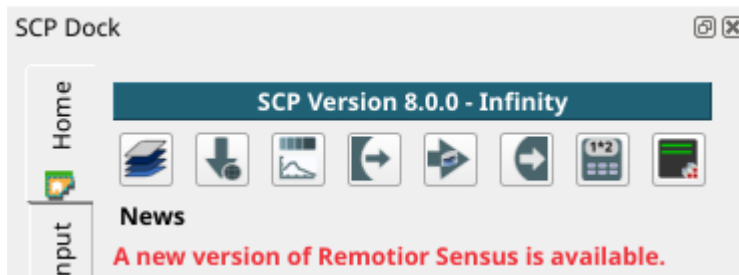 SCP Dock
Home
SCP Version 8.0.0 - Infinity
1*2
News
A new version of Remotior Sensus is available.